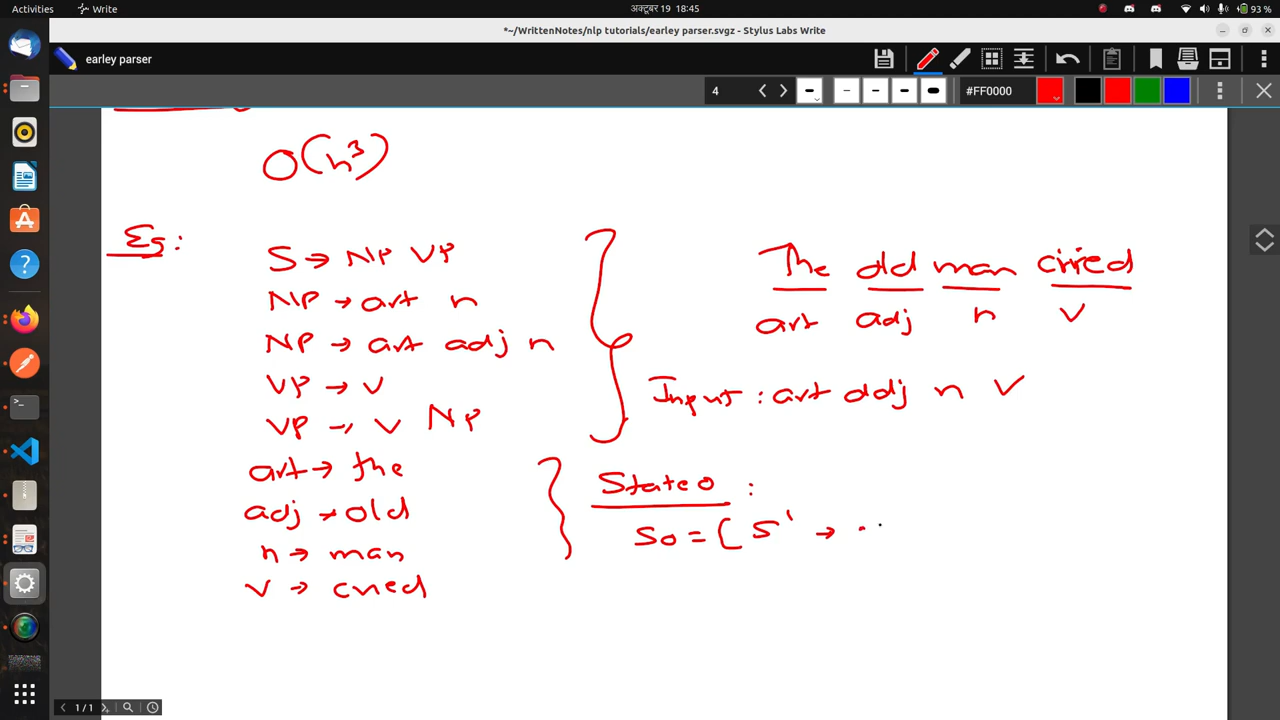 Activities Write अक्टूबर 19 18:45 93 %
*~/WrittenNotes/nlp tutorials/earley parser.svgz - Stylus Labs Write
earley parser
4 #FF0000
O(n³)
Eg:
S → NP VP
NP → art n
NP → art adj n
VP → v
VP → v NP
art → the
adj → old
n → man
v → cried
The old man cried
art adj n v
Input : art adj n v
State 0 :
S0 = [ S' → .
1/1